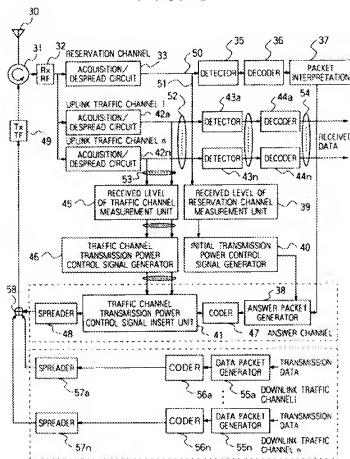 30
31
32
33
50
35
36
37
RESERVATION CHANNEL
Rx
RF
ACQUISITION/
DESPREAD CIRCUIT
DETECTOR
DECODER
PACKET
INTERPRETATION
51
UPLINK TRAFFIC CHANNEL 1
42a
52
43a
44a
54
ACQUISITION/
DESPREAD CIRCUIT
DETECTOR
DECODER
Tx
TF
49
UPLINK TRAFFIC CHANNEL n
42n
RECEIVED
DATA
ACQUISITION/
DESPREAD CIRCUIT
DETECTOR
DECODER
53
43n
44n
45
RECEIVED LEVEL
OF TRAFFIC CHANNEL
MEASUREMENT UNIT
RECEIVED LEVEL OF
RESERVATION CHANNEL
MEASUREMENT UNIT
39
46
TRAFFIC CHANNEL
TRANSMISSION POWER
CONTROL SIGNAL GENERATOR
INITIAL TRANSMISSION
POWER CONTROL
SIGNAL GENERATOR
40
38
58
SPREADER
TRAFFIC CHANNEL
TRANSMISSION POWER
CONTROL SIGNAL INSERT UNIT
CODER
ANSWER PACKET
GENERATOR
48
41
47
ANSWER CHANNEL
SPREADER
CODER
DATA PACKET
GENERATOR
TRANSMISSION
DATA
57a
56a
55a
DOWNLINK TRAFFIC
CHANNEL 1
SPREADER
CODER
DATA PACKET
GENERATOR
TRANSMISSION
DATA
57n
56n
55n
DOWNLINK TRAFFIC
CHANNEL n